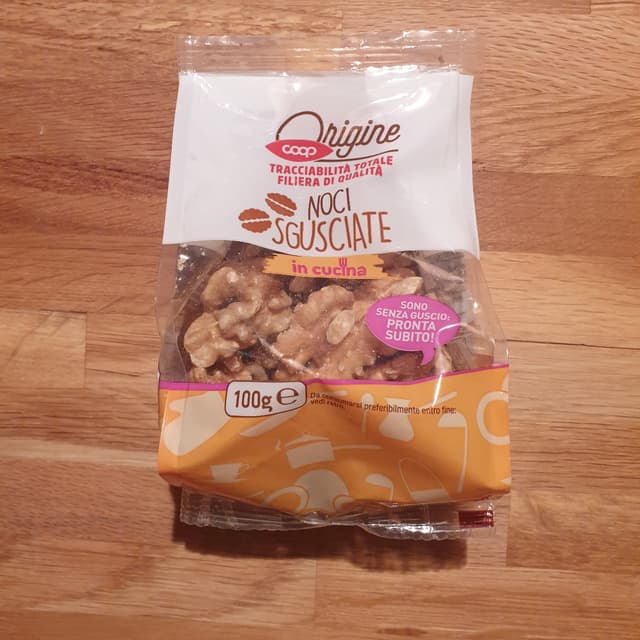 Origine
coop
TRACCIABILITÀ TOTALE
FILIERA DI QUALITÀ
NOCI
SGUSCIATE
in cucina
SONO
SENZA GUSCIO:
PRONTA
SUBITO!
100g e
Da consumarsi preferibilmente entro fine:
vedi retro.